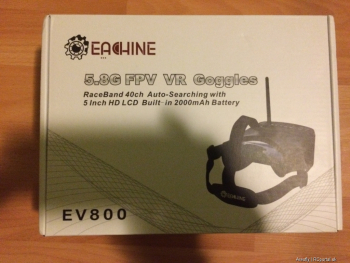 EACHINE
5.8G FPV VR Goggles
RaceBand 40ch Auto-Searching with
5 Inch HD LCD Built-in 2000mAh Battery
EACHINE
EV800